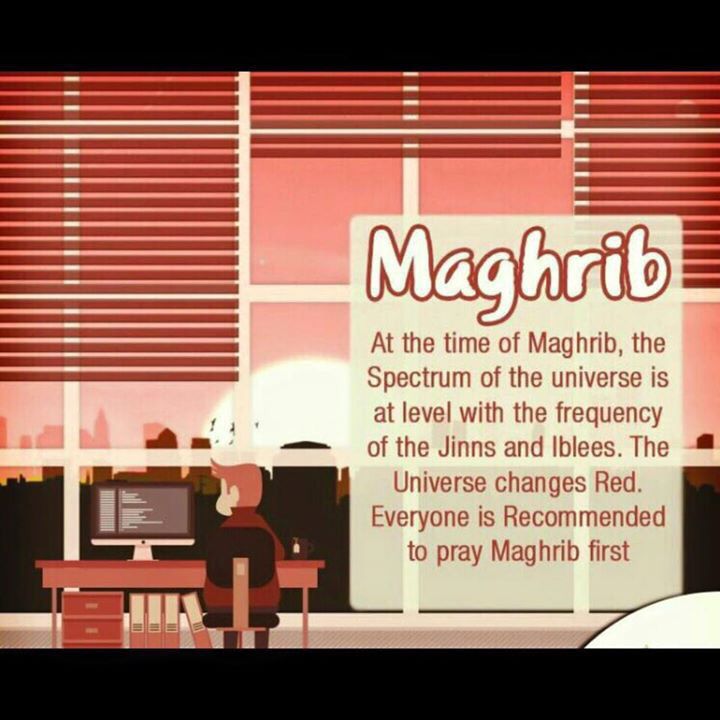 Maghrib
At the time of Maghrib, the
Spectrum of the universe is
at level with the frequency
of the Jinns and Iblees. The
Universe changes Red.
Everyone is Recommended
to pray Maghrib first